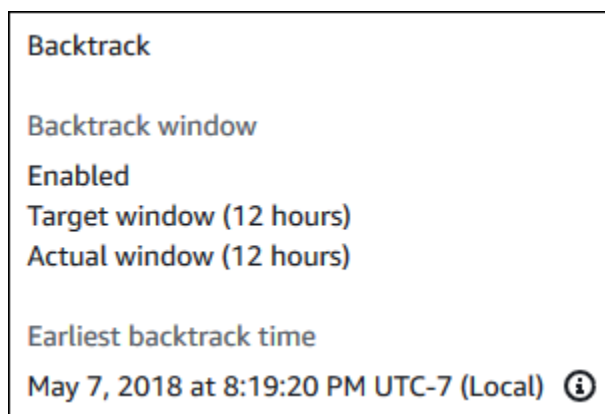 Backtrack
Backtrack window
Enabled
Target window (12 hours)
Actual window (12 hours)
Earliest backtrack time
May 7, 2018 at 8:19:20 PM UTC-7 (Local)